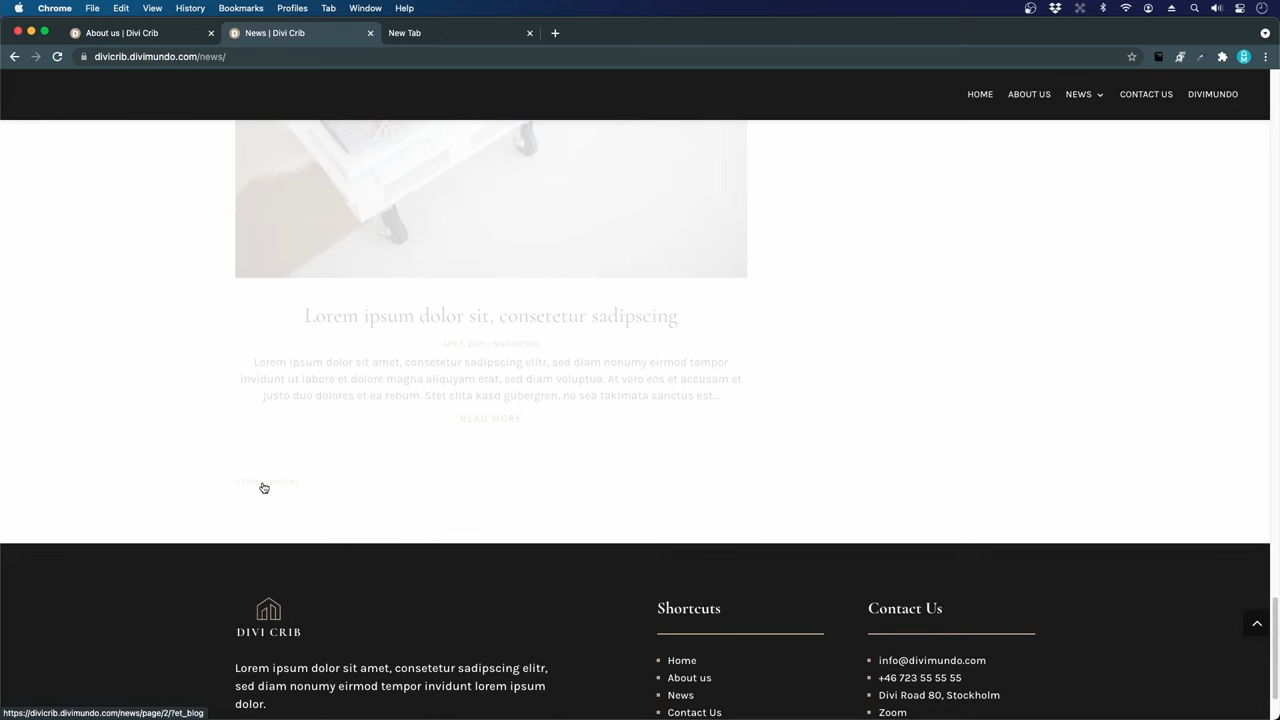 Chrome File Edit View History Bookmarks Profiles Tab Window Help
About us | Divi Crib
News | Divi Crib
New Tab
divicrib.divimundo.com/news/
HOME ABOUT US NEWS CONTACT US DIVIMUNDO
Lorem ipsum dolor sit, consetetur sadipscing
APR 2, 2021 | INSPIRATION
Lorem ipsum dolor sit amet, consetetur sadipscing elitr, sed diam nonumy eirmod tempor
invidunt ut labore et dolore magna aliquyam erat, sed diam voluptua. At vero eos et accusam et
justo duo dolores et ea rebum. Stet clita kasd gubergren, no sea takimata sanctus est...
READ MORE
« Older Entries
DIVI CRIB
Lorem ipsum dolor sit amet, consetetur sadipscing elitr,
sed diam nonumy eirmod tempor invidunt lorem ipsum
dolor.
Shortcuts
Home
About us
News
Contact Us
Contact Us
info@divimundo.com
+46 723 55 55 55
Divi Road 80, Stockholm
Zoom
https://divicrib.divimundo.com/news/page/2/?et_blog